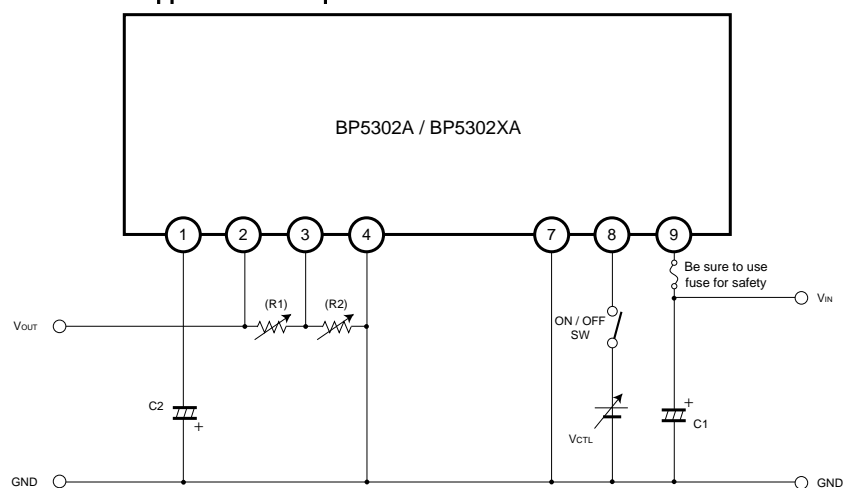 BP5302A / BP5302XA
1 2 3 4 7 8 9
Be sure to use
fuse for safety
(R1) (R2)
VIN
ON / OFF
SW
VOUT
C2
+
VCTL
+
C1
GND
GND